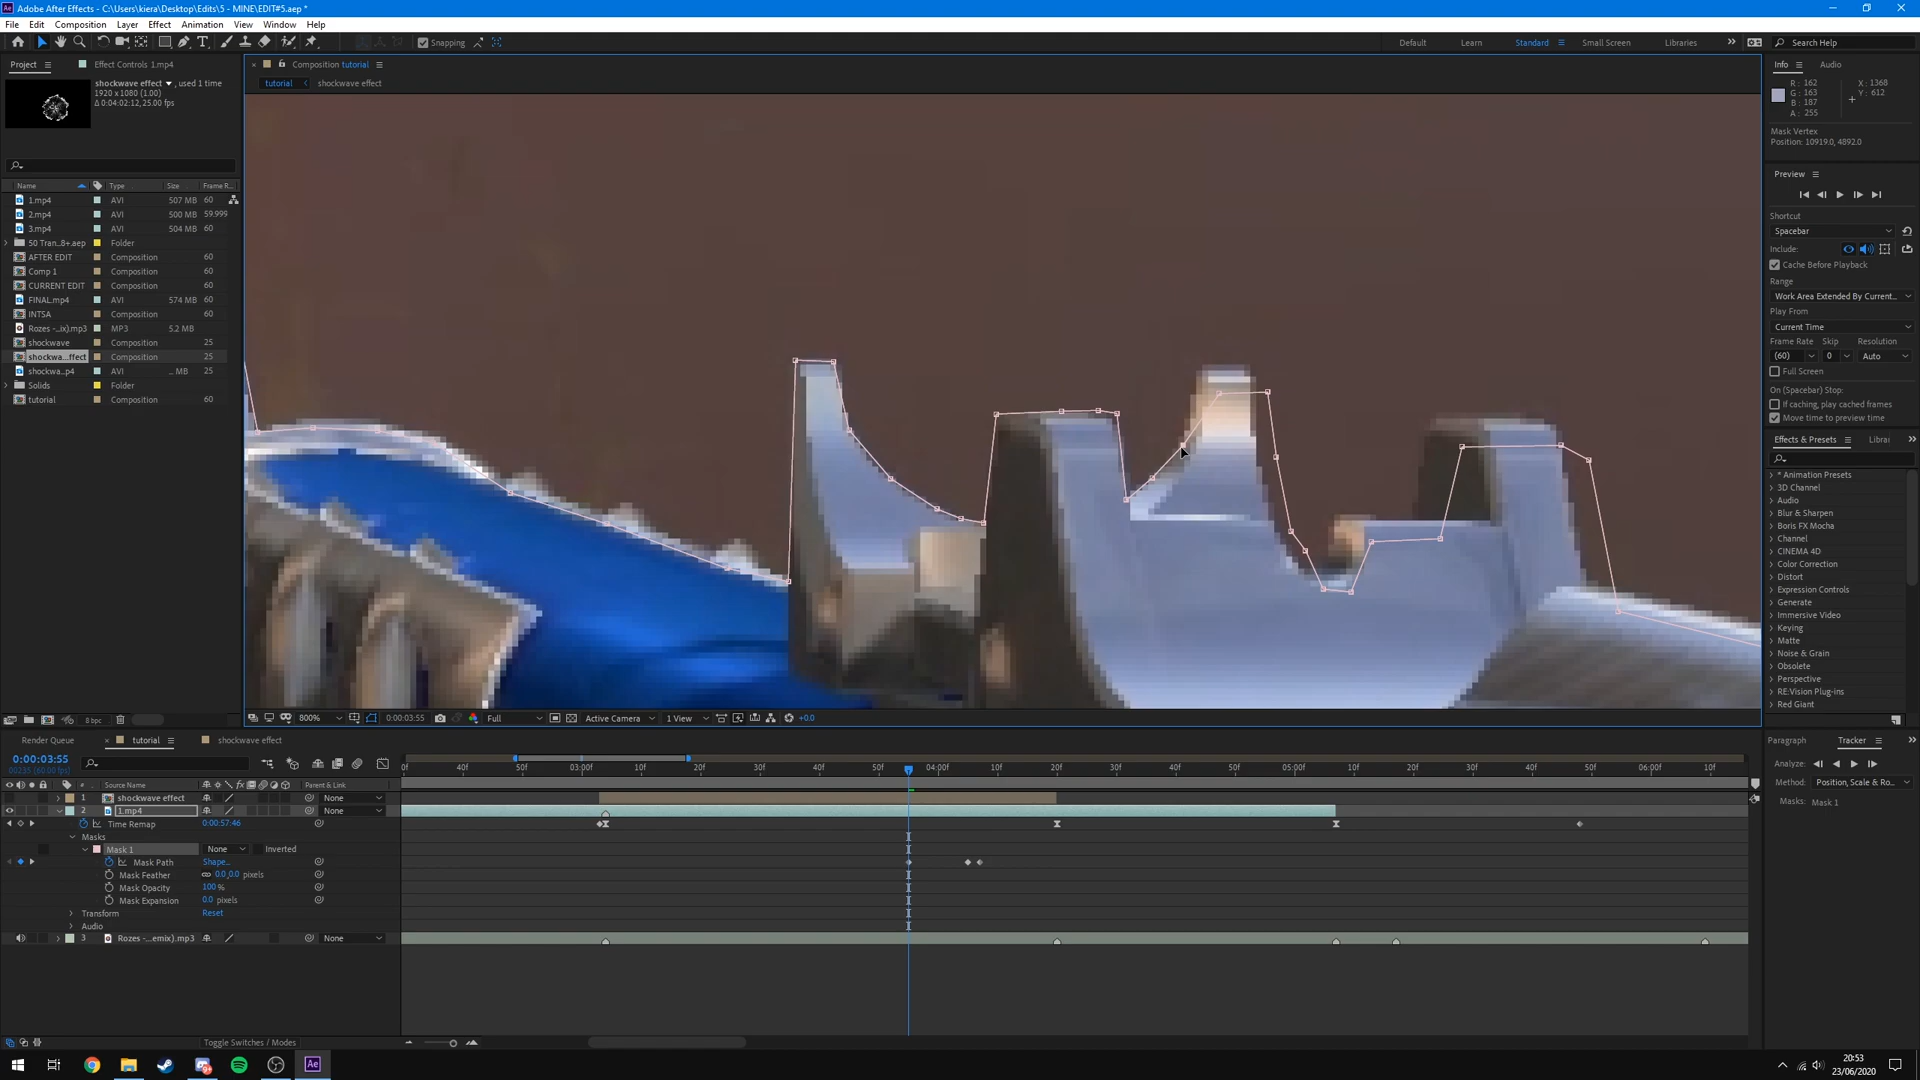 Adobe After Effects - C:\Users\kiera\Desktop\Edits\5 - MINE\EDIT#5.aep *
File Edit Composition Layer Effect Animation View Window Help
Snapping Default Learn Standard Small Screen Libraries Search Help
Project Effect Controls 1.mp4 Composition tutorial Info Audio
shockwave effect , used 1 time
1920 x 1080 (1.00)
Δ 0:04:02:12, 25.00 fps
tutorial shockwave effect
R : 162 X : 1368
G : 163 Y : 612
B : 187
A : 255
Mask Vertex
Position: 10919.0, 4892.0
Preview
Name Type Size Frame R...
1.mp4 AVI 507 MB 60
2.mp4 AVI 500 MB 59.999
3.mp4 AVI 504 MB 60
50 Tran..8+.aep Folder
AFTER EDIT Composition 60
Comp 1 Composition 60
CURRENT EDIT Composition 60
FINAL.mp4 AVI 574 MB 60
INTSA Composition 60
Rozes -...ix).mp3 MP3 5.2 MB
shockwave Composition 25
shockwa...ffect Composition 25
shockwa...p4 AVI ... MB 25
Solids Folder
tutorial Composition 60
8 bpc
Shortcut
Spacebar
Include:
Cache Before Playback
Range
Work Area Extended By Current...
Play From
Current Time
Frame Rate Skip Resolution
(60) 0 Auto
Full Screen
On (Spacebar) Stop:
If caching, play cached frames
Move time to preview time
Effects & Presets Librai
* Animation Presets
3D Channel
Audio
Blur & Sharpen
Boris FX Mocha
Channel
CINEMA 4D
Color Correction
Distort
Expression Controls
Generate
Immersive Video
Keying
Matte
Noise & Grain
Obsolete
Perspective
RE:Vision Plug-ins
Red Giant
800% 0:00:03:55 Full Active Camera 1 View +0.0
Render Queue tutorial shockwave effect
0:00:03:55
00235 (60.00 fps)
0f 40f 50f 03:00f 10f 20f 30f 40f 50f 04:00f 10f 20f 30f 40f 50f 05:00f 10f 20f 30f 40f 50f 06:00f 10f
# Source Name Parent & Link
1 shockwave effect None
2 1.mp4 None
Time Remap 0:00:57:46
Masks
Mask 1 None Inverted
Mask Path Shape...
Mask Feather 0.0,0.0 pixels
Mask Opacity 100 %
Mask Expansion 0.0 pixels
Transform Reset
Audio
3 Rozes -...emix).mp3 None
Toggle Switches / Modes
Paragraph Tracker
Analyze:
Method: Position, Scale & Ro...
Masks: Mask 1
20:53
23/06/2020